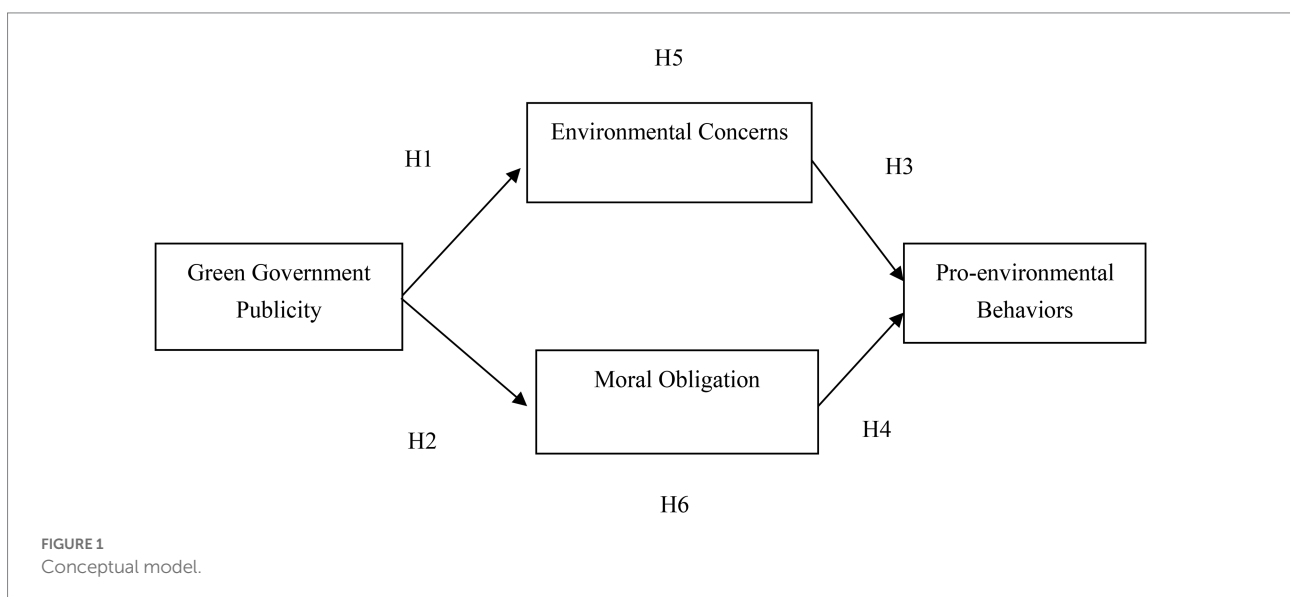 H5
Environmental Concerns
H1
H3
Green Government
Publicity
Pro-environmental
Behaviors
Moral Obligation
H2
H4
H6
FIGURE 1
Conceptual model.